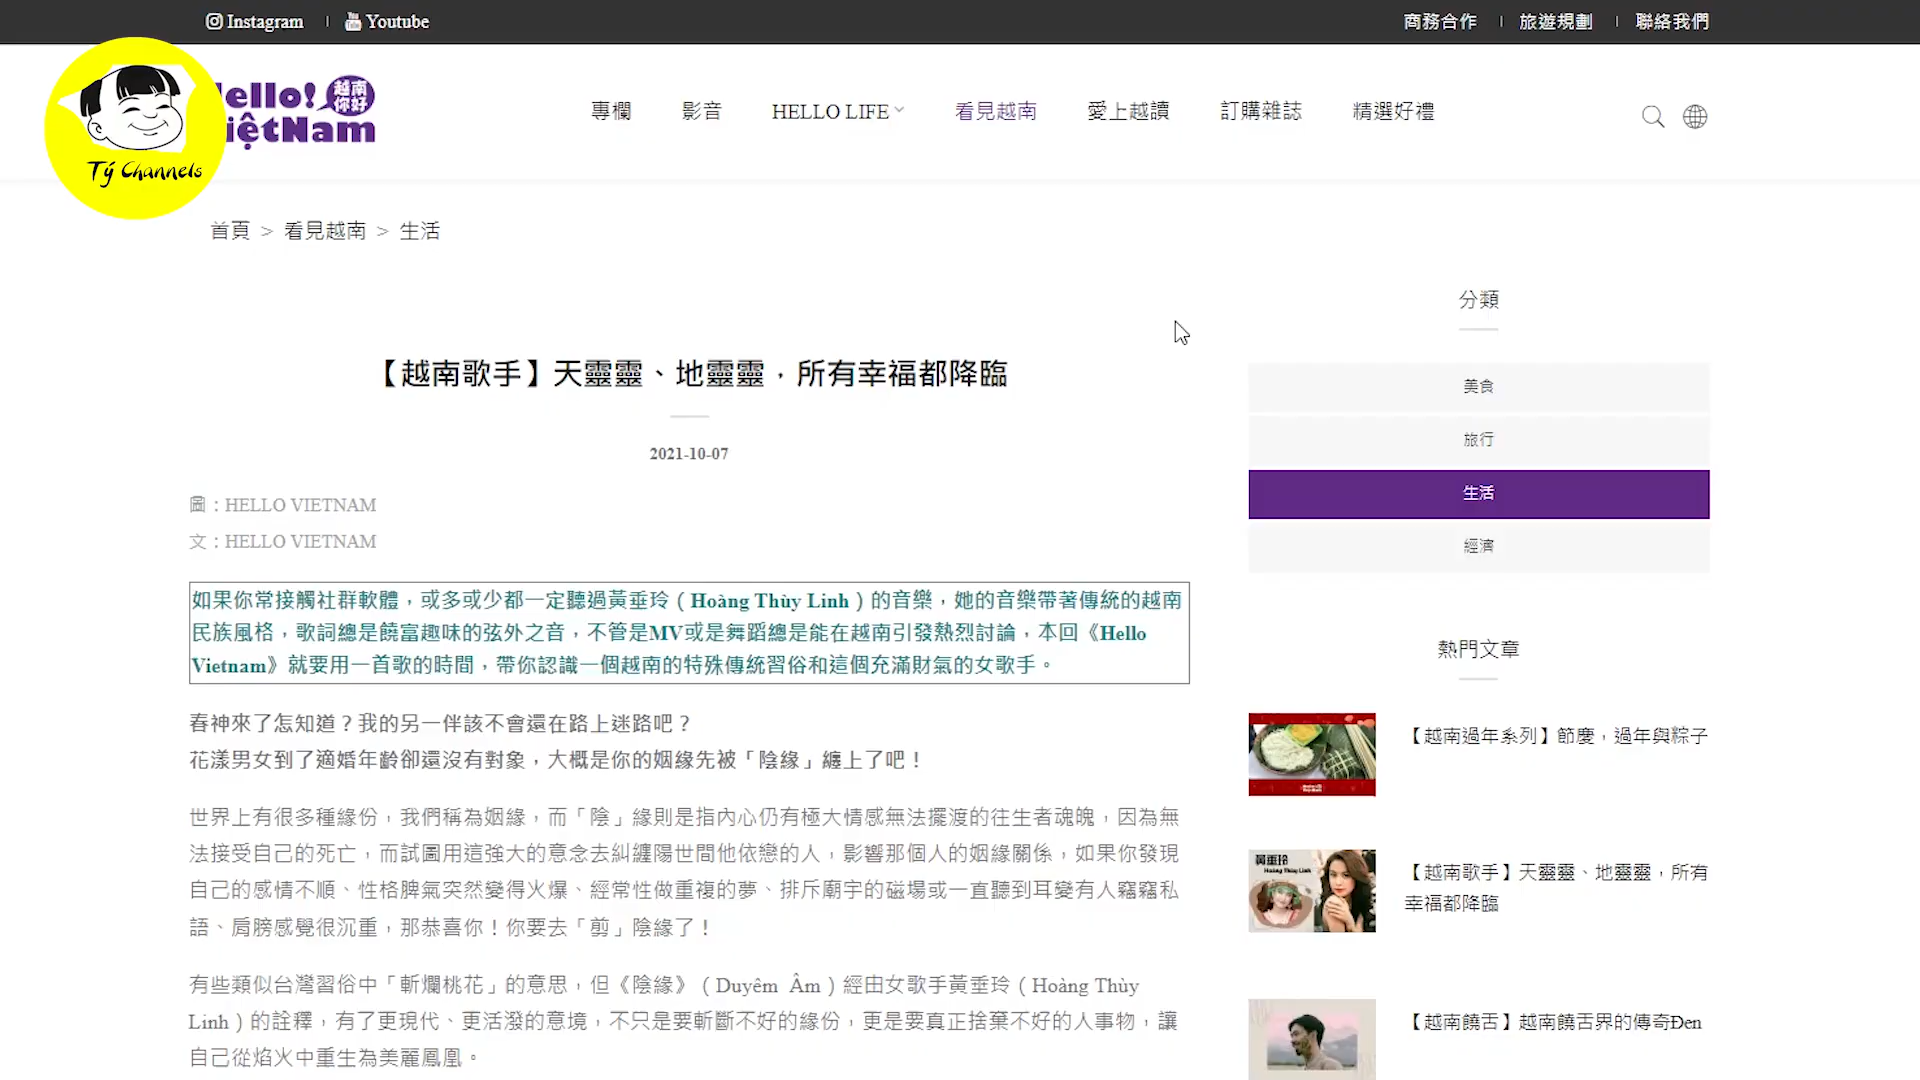 Instagram
Youtube
商務合作
旅遊規劃
聯絡我們
Tý Channels
ello! 越南你好
iệtNam
專欄
影音
HELLO LIFE
看見越南
愛上越讀
訂購雜誌
精選好禮
首頁 > 看見越南 > 生活
【越南歌手】天靈靈、地靈靈，所有幸福都降臨
2021-10-07
圖：HELLO VIETNAM
文：HELLO VIETNAM
如果你常接觸社群軟體，或多或少都一定聽過黃垂玲（Hoàng Thùy Linh）的音樂，她的音樂帶著傳統的越南
民族風格，歌詞總是饒富趣味的弦外之音，不管是MV或是舞蹈總是能在越南引發熱烈討論，本回《Hello
Vietnam》就要用一首歌的時間，帶你認識一個越南的特殊傳統習俗和這個充滿財氣的女歌手。
春神來了怎知道？我的另一伴該不會還在路上迷路吧？
花漾男女到了適婚年齡卻還沒有對象，大概是你的姻緣先被「陰緣」纏上了吧！
世界上有很多種緣份，我們稱為姻緣，而「陰」緣則是指內心仍有極大情感無法擺渡的往生者魂魄，因為無
法接受自己的死亡，而試圖用這強大的意念去糾纏陽世間他依戀的人，影響那個人的姻緣關係，如果你發現
自己的感情不順、性格脾氣突然變得火爆、經常性做重複的夢、排斥廟宇的磁場或一直聽到耳變有人竊竊私
語、肩膀感覺很沉重，那恭喜你！你要去「剪」陰緣了！
有些類似台灣習俗中「斬爛桃花」的意思，但《陰緣》（Duyêm Âm）經由女歌手黃垂玲（Hoàng Thùy
Linh）的詮釋，有了更現代、更活潑的意境，不只是要斬斷不好的緣份，更是要真正捨棄不好的人事物，讓
自己從焰火中重生為美麗鳳凰。
分類
美食
旅行
生活
經濟
熱門文章
【越南過年系列】節慶，過年與粽子
黃垂玲
Hoàng Thùy Linh
【越南歌手】天靈靈、地靈靈，所有
幸福都降臨
【越南饒舌】越南饒舌界的傳奇Đen